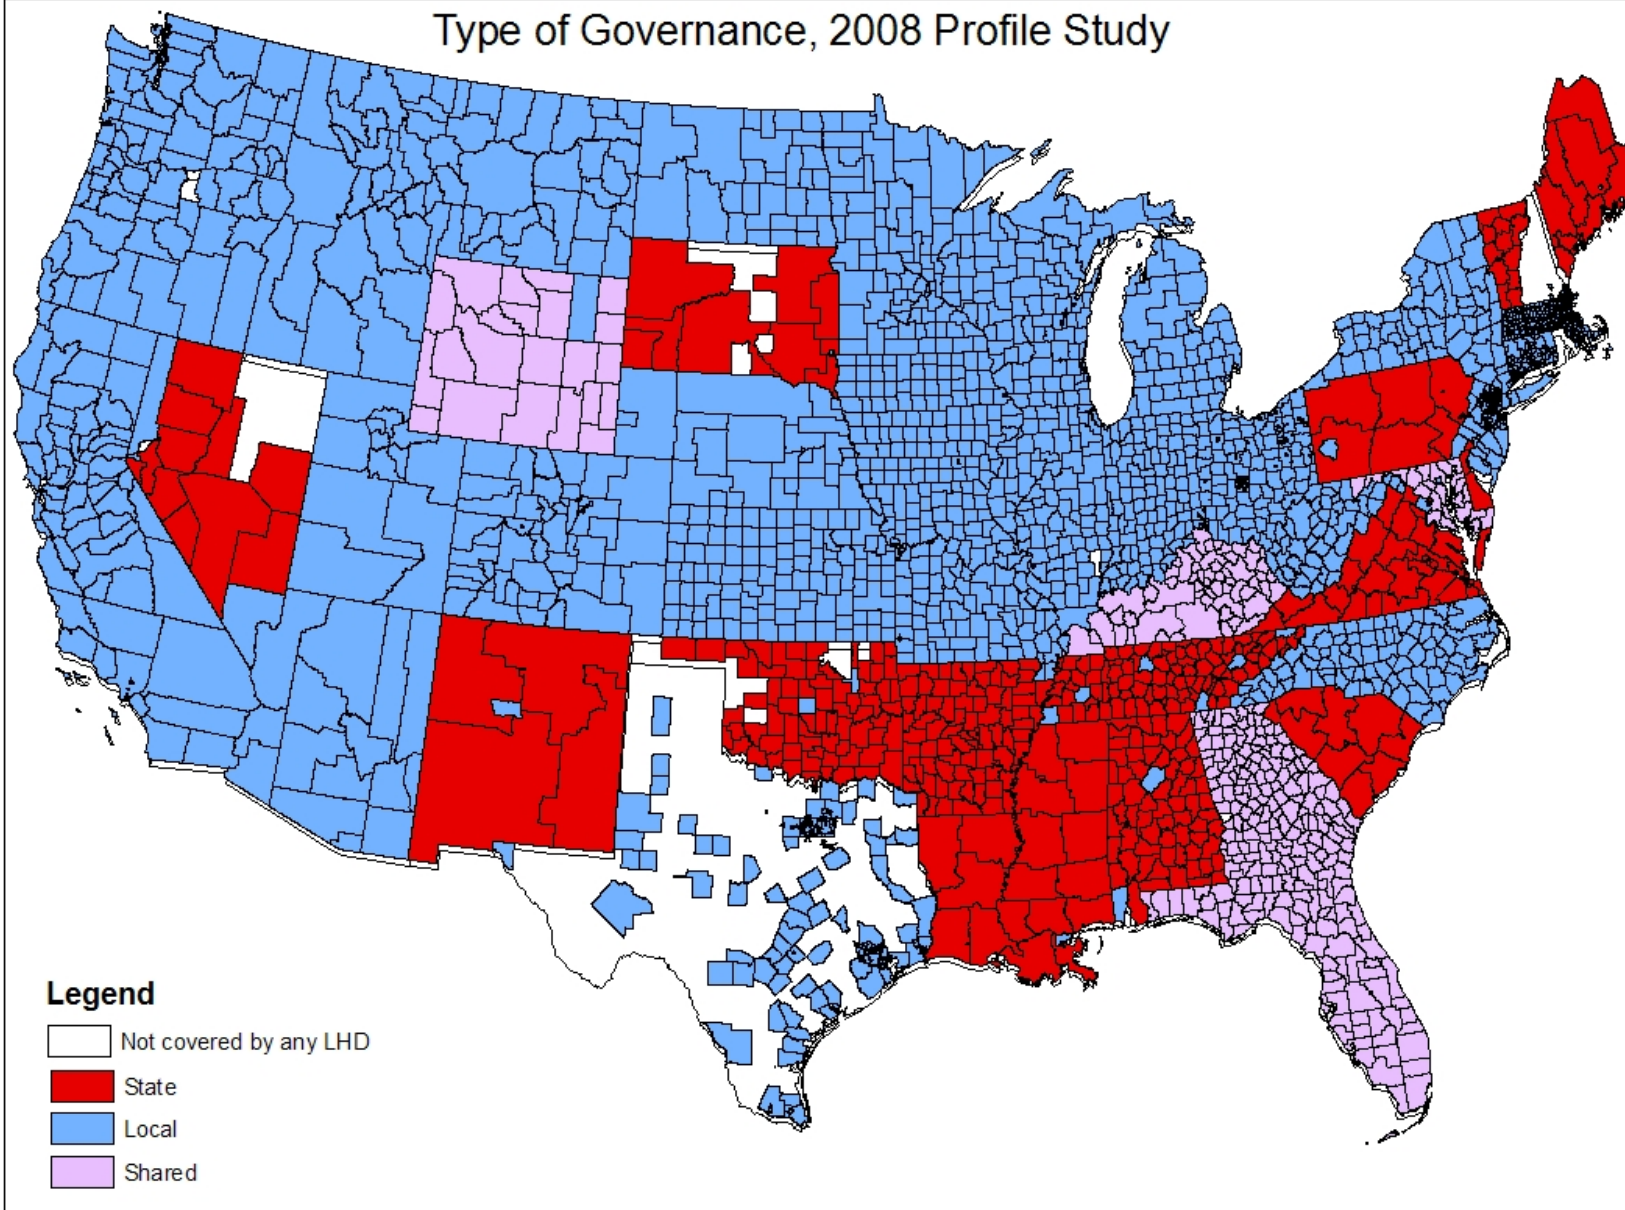 Type of Governance, 2008 Profile Study
Legend
Not covered by any LHD
State
Local
Shared